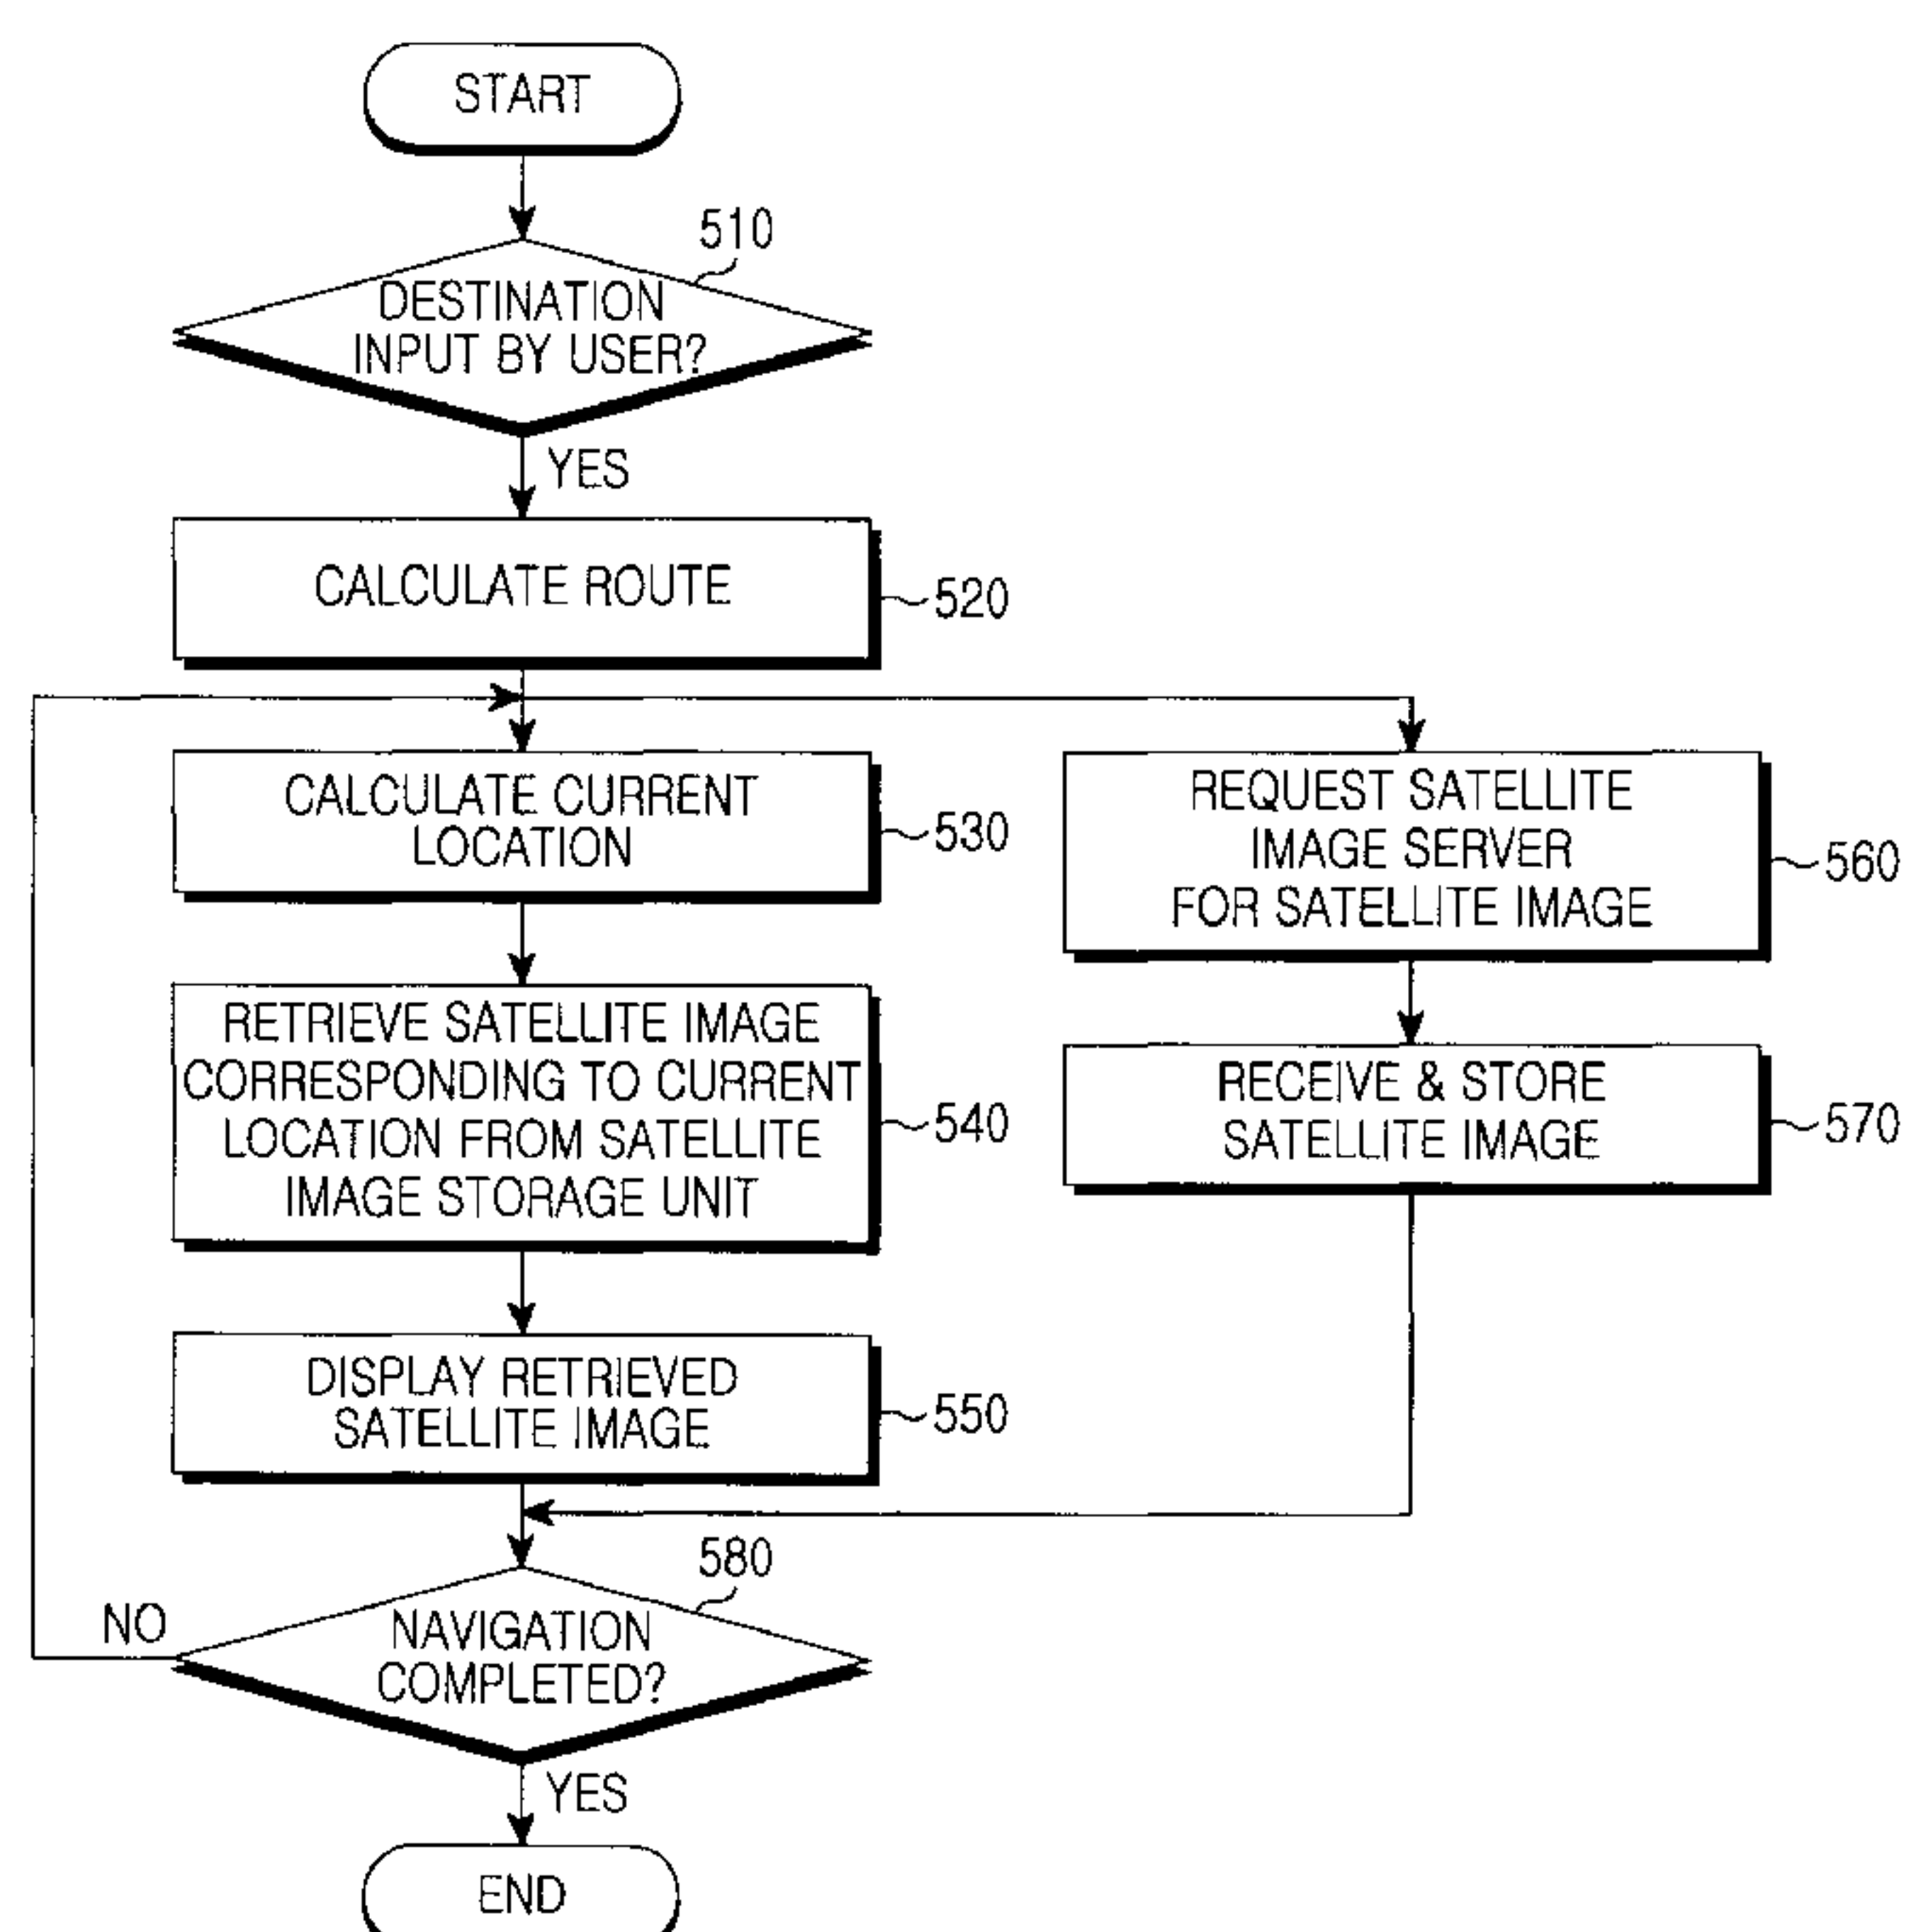 START
510
DESTINATION
INPUT BY USER?
YES
CALCULATE ROUTE
520
CALCULATE CURRENT
LOCATION
530
REQUEST SATELLITE
IMAGE SERVER
FOR SATELLITE IMAGE
560
RETRIEVE SATELLITE IMAGE
CORRESPONDING TO CURRENT
LOCATION FROM SATELLITE
IMAGE STORAGE UNIT
540
RECEIVE & STORE
SATELLITE IMAGE
570
DISPLAY RETRIEVED
SATELLITE IMAGE
550
580
NAVIGATION
COMPLETED?
NO
YES
END